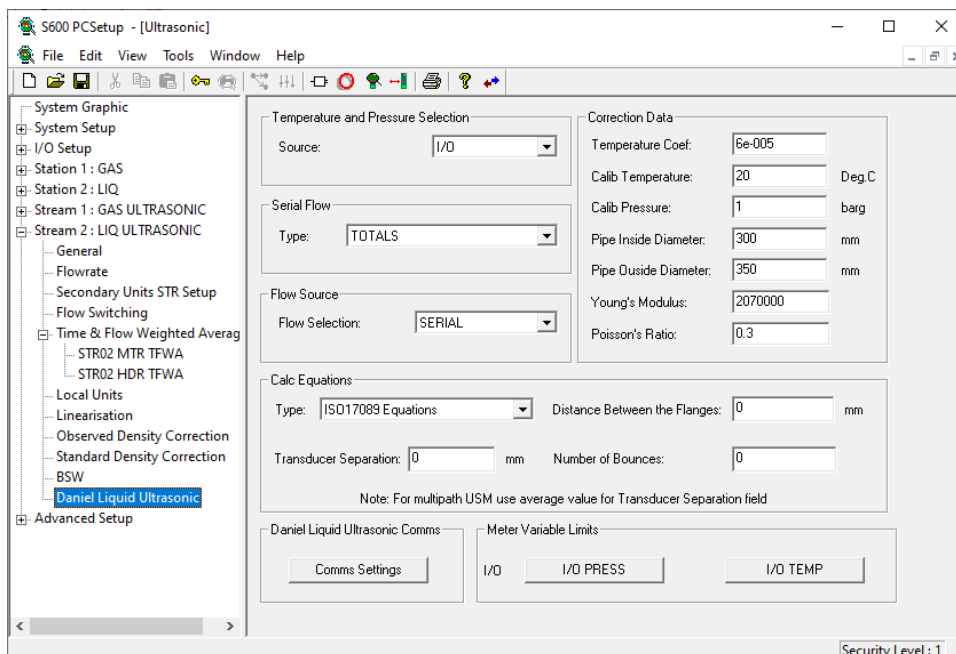 S600 PCSetup - [Ultrasonic]
File Edit View Tools Window Help
System Graphic
System Setup
I/O Setup
Station 1 : GAS
Station 2 : LIQ
Stream 1 : GAS ULTRASONIC
Stream 2 : LIQ ULTRASONIC
General
Flowrate
Secondary Units STR Setup
Flow Switching
Time & Flow Weighted Averag
STR02 MTR TFWA
STR02 HDR TFWA
Local Units
Linearisation
Observed Density Correction
Standard Density Correction
BSW
Daniel Liquid Ultrasonic
Advanced Setup
Temperature and Pressure Selection
Source: I/O
Serial Flow
Type: TOTALS
Flow Source
Flow Selection: SERIAL
Correction Data
Temperature Coef: 6e-005
Calib Temperature: 20 Deg.C
Calib Pressure: 1 barg
Pipe Inside Diameter: 300 mm
Pipe Ouside Diameter: 350 mm
Young's Modulus: 2070000
Poisson's Ratio: 0.3
Calc Equations
Type: ISO17089 Equations Distance Between the Flanges: 0 mm
Transducer Separation: 0 mm Number of Bounces: 0
Note: For multipath USM use average value for Transducer Separation field
Daniel Liquid Ultrasonic Comms
Comms Settings
Meter Variable Limits
I/O I/O PRESS I/O TEMP
Security Level : 1